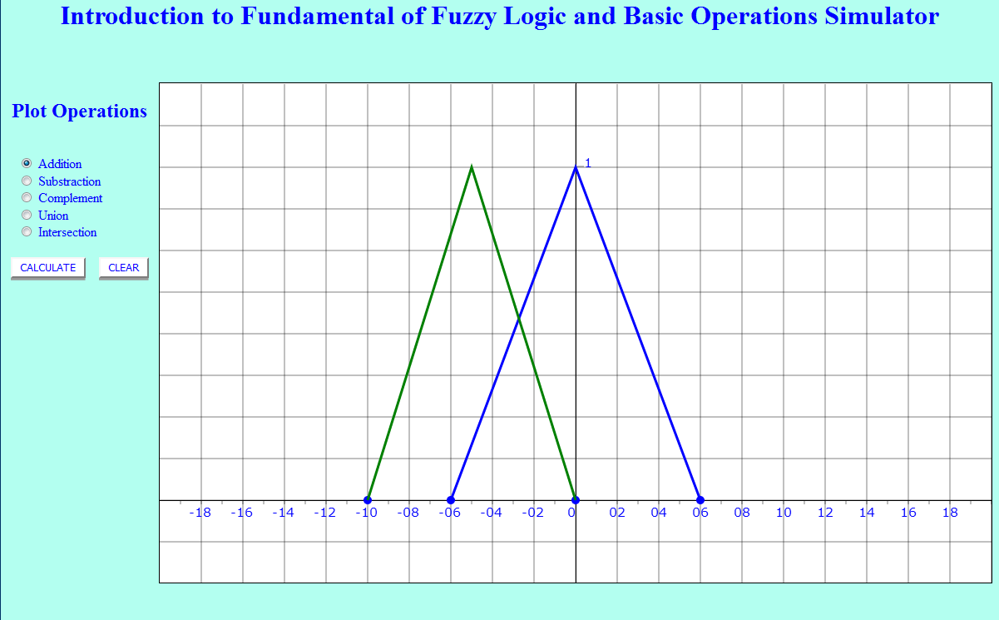 Introduction to Fundamental of Fuzzy Logic and Basic Operations Simulator
Plot Operations
Addition
Substraction
Complement
Union
Intersection
CALCULATE CLEAR
1
-18 -16 -14 -12 -10 -08 -06 -04 -02 0 02 04 06 08 10 12 14 16 18